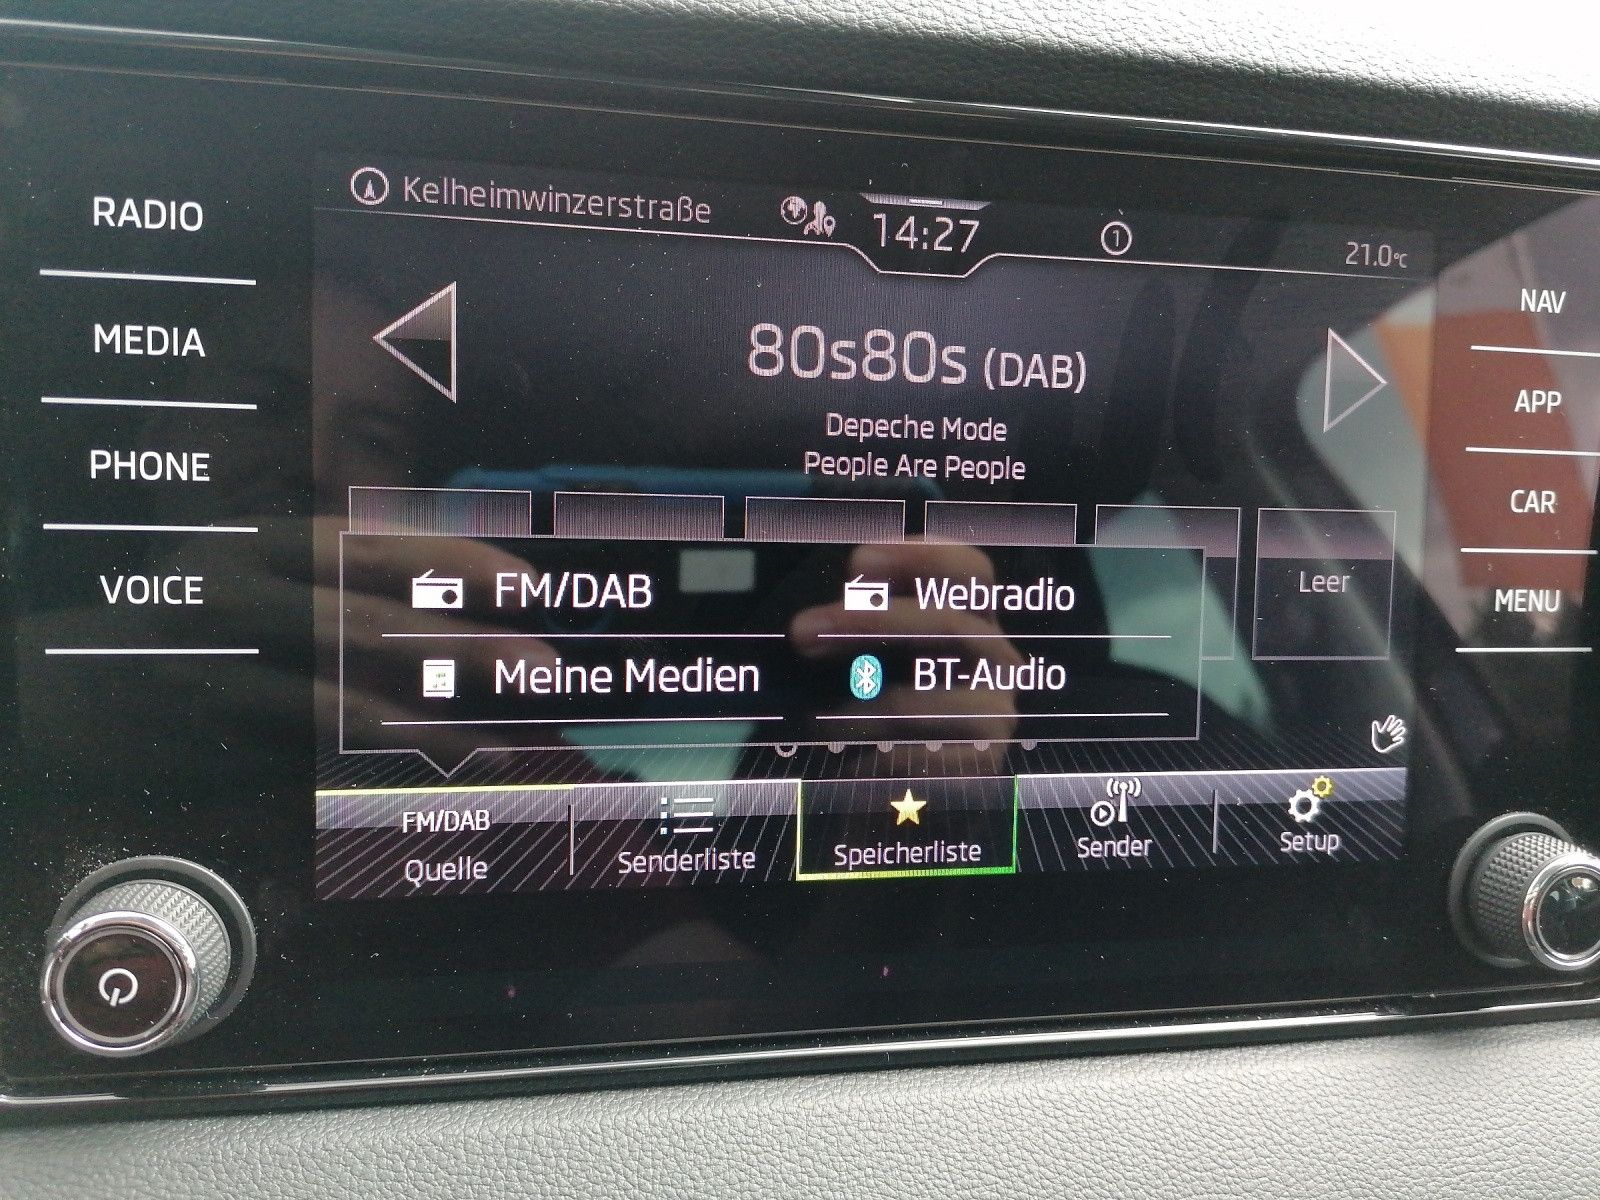 RADIO
MEDIA
PHONE
VOICE
Kelheimwinzerstraße
14:27
1
21.0°C
80s80s (DAB)
Depeche Mode
People Are People
FM/DAB
Webradio
Meine Medien
BT-Audio
Leer
FM/DAB
Quelle
Senderliste
Speicherliste
Sender
Setup
NAV
APP
CAR
MENU